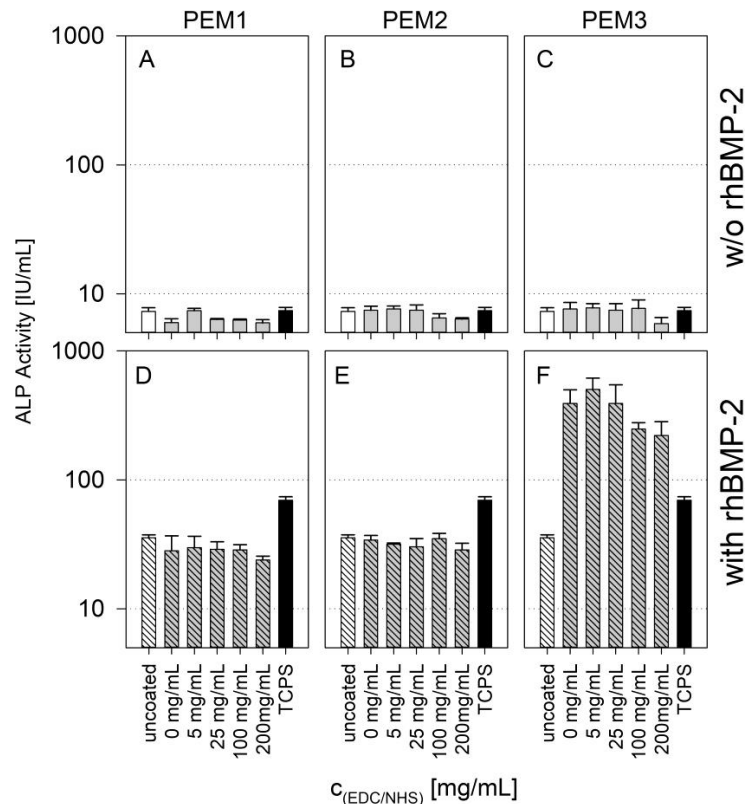 PEM1 PEM2 PEM3
A B C
1000
100
10
w/o rhBMP-2
ALP Activity [IU/mL]
D E F
1000
100
10
with rhBMP-2
uncoated 0 mg/mL 5 mg/mL 25 mg/mL 100 mg/mL 200mg/mL TCPS
uncoated 0 mg/mL 5 mg/mL 25 mg/mL 100 mg/mL 200mg/mL TCPS
uncoated 0 mg/mL 5 mg/mL 25 mg/mL 100 mg/mL 200mg/mL TCPS
c(EDC/NHS) [mg/mL]